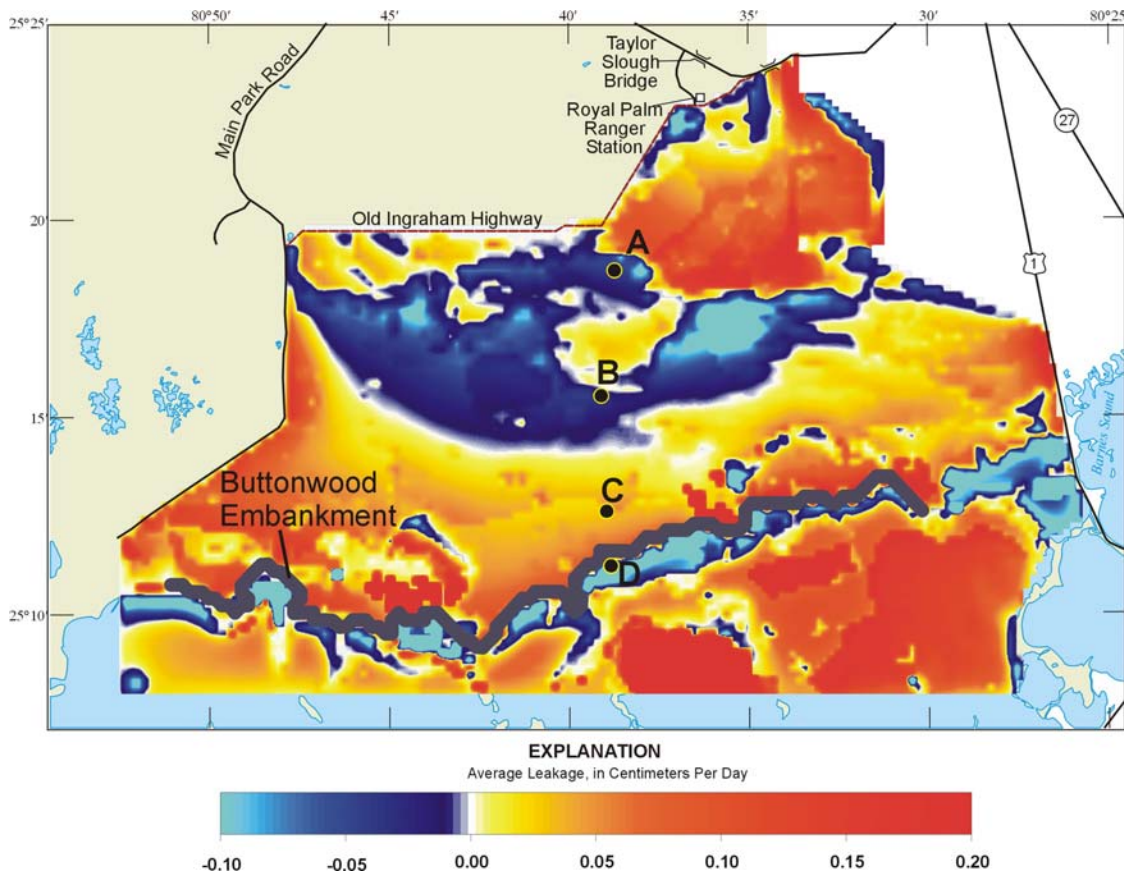 25°25'
80°50'
45'
40'
35'
30'
80°25'
Main Park Road
Taylor
Slough
Bridge
Royal Palm
Ranger
Station
27
20'
Old Ingraham Highway
A
1
B
15'
Barnes Sound
Buttonwood
Embankment
C
D
25°10'
EXPLANATION
Average Leakage, in Centimeters Per Day
-0.10 -0.05 0.00 0.05 0.10 0.15 0.20